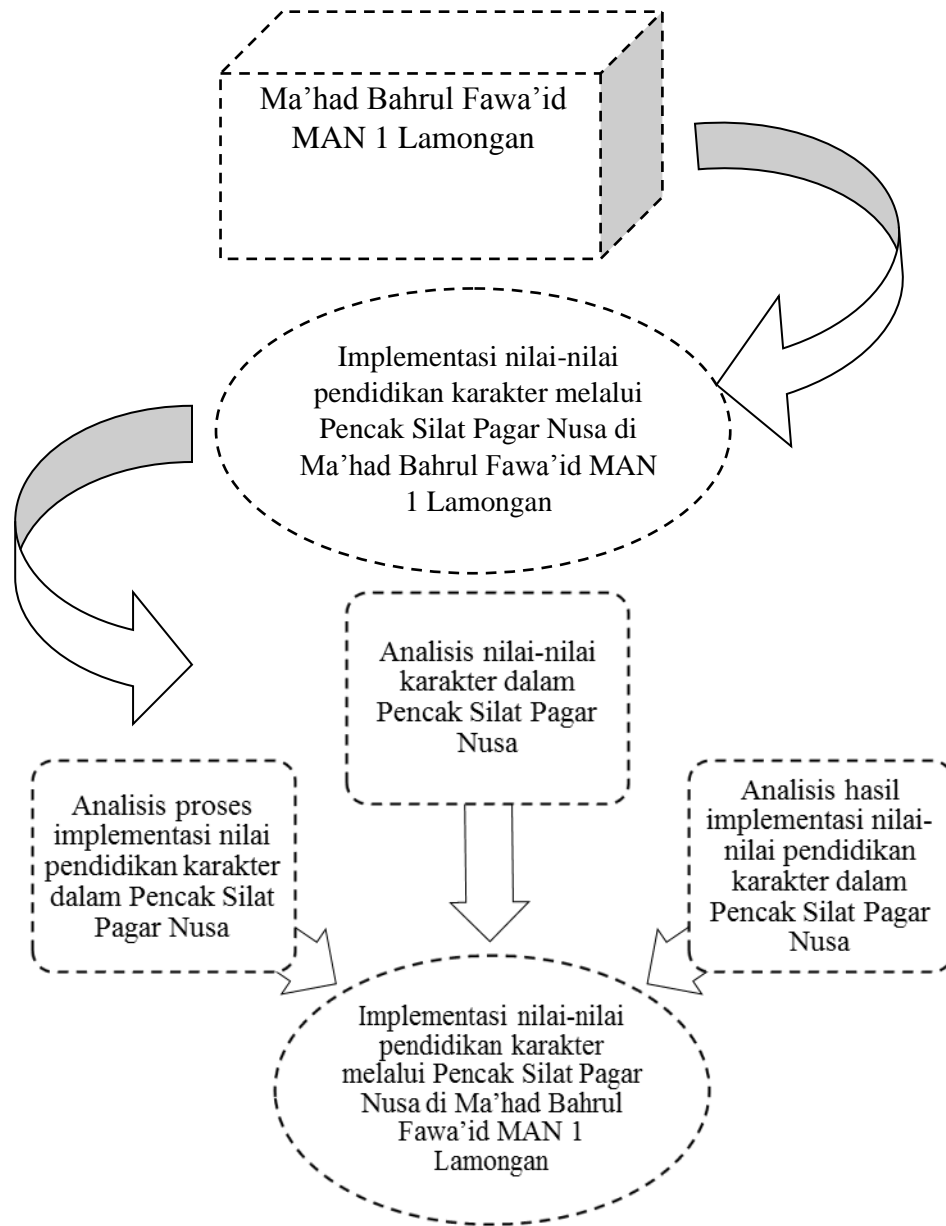 Ma’had Bahrul Fawa’id
MAN 1 Lamongan
Implementasi nilai-nilai
pendidikan karakter melalui
Pencak Silat Pagar Nusa di
Ma’had Bahrul Fawa’id MAN
1 Lamongan
Analisis nilai-nilai
karakter dalam
Pencak Silat Pagar
Nusa
Analisis proses
implementasi nilai
pendidikan karakter
dalam Pencak Silat
Pagar Nusa
Analisis hasil
implementasi nilai-
nilai pendidikan
karakter dalam
Pencak Silat Pagar
Nusa
Implementasi nilai-nilai
pendidikan karakter
melalui Pencak Silat Pagar
Nusa di Ma’had Bahrul
Fawa’id MAN 1
Lamongan